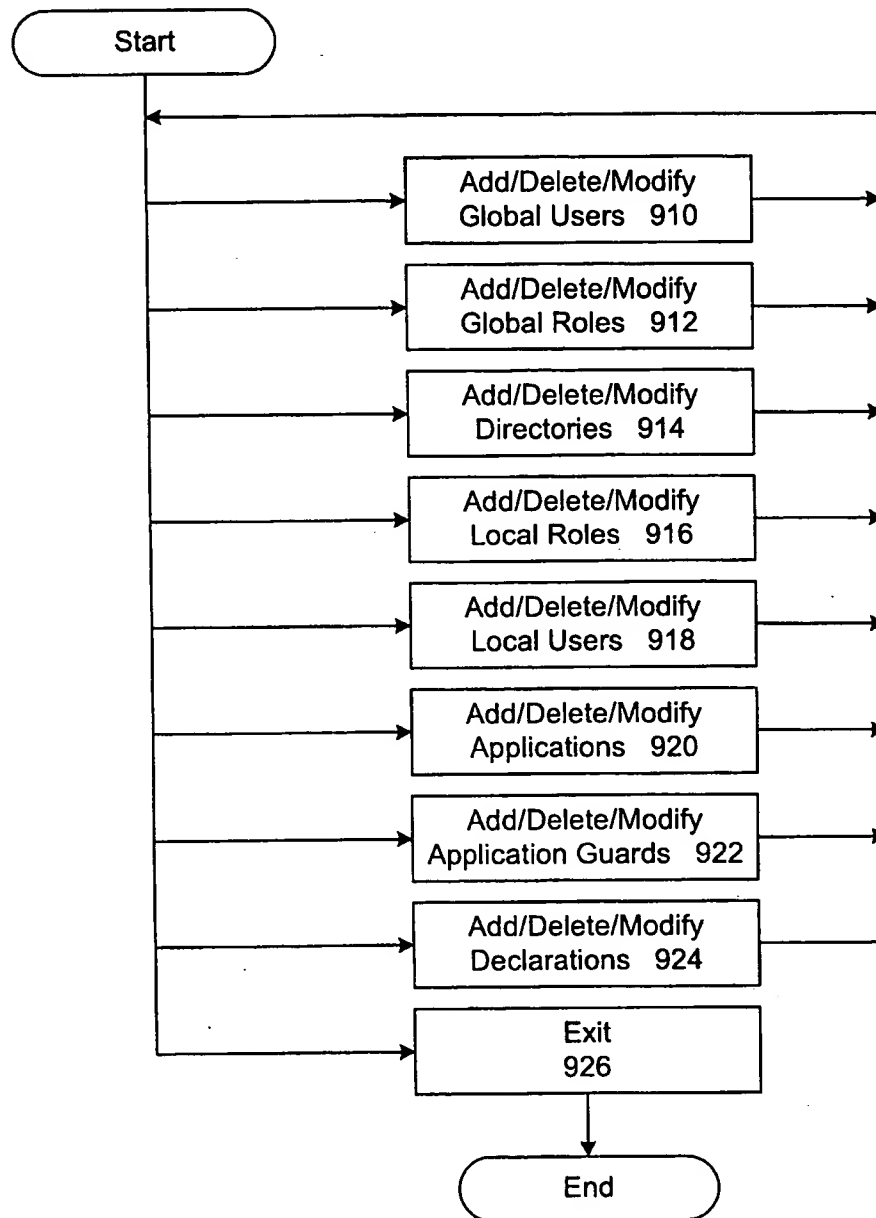 Start
Add/Delete/Modify
Global Users 910
Add/Delete/Modify
Global Roles 912
Add/Delete/Modify
Directories 914
Add/Delete/Modify
Local Roles 916
Add/Delete/Modify
Local Users 918
Add/Delete/Modify
Applications 920
Add/Delete/Modify
Application Guards 922
Add/Delete/Modify
Declarations 924
Exit
926
End